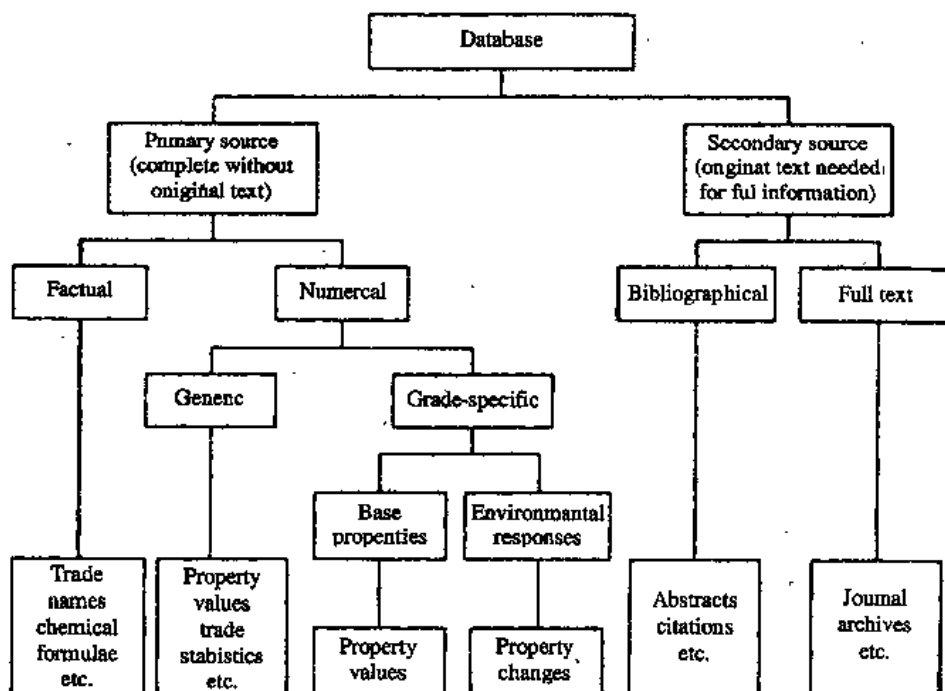 Database
Pnmary source
(complete without
oniginal text)
Secondary source
(onginat text needed
for ful information)
Factual
Numercal
Bibliographical
Full text
Genenc
Grade-specific
Base
propenties
Environmantal
responses
Trade
names
chemical
formulae
etc.
Property
values
trade
stabistics
etc.
Property
values
Property
changes
Abstracts
citations
etc.
Joumal
archives
etc.